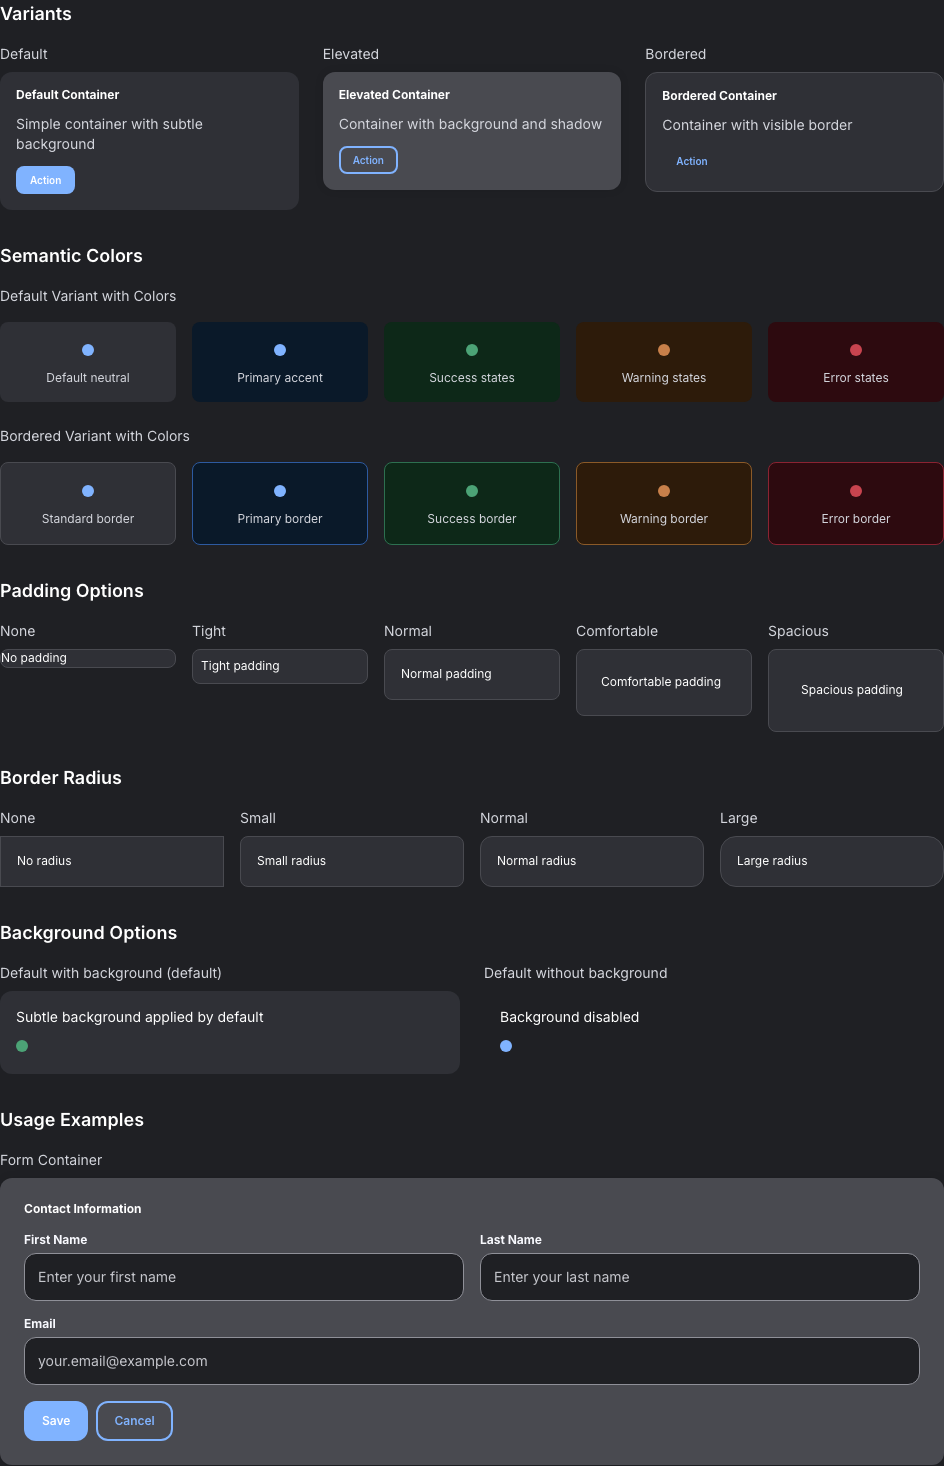 Variants
Default
Elevated
Bordered
Default Container
Simple container with subtle
background
Action
Elevated Container
Container with background and shadow
Action
Bordered Container
Container with visible border
Action
Semantic Colors
Default Variant with Colors
Default neutral
Primary accent
Success states
Warning states
Error states
Bordered Variant with Colors
Standard border
Primary border
Success border
Warning border
Error border
Padding Options
None
Tight
Normal
Comfortable
Spacious
No padding
Tight padding
Normal padding
Comfortable padding
Spacious padding
Border Radius
None
Small
Normal
Large
No radius
Small radius
Normal radius
Large radius
Background Options
Default with background (default)
Default without background
Subtle background applied by default
Background disabled
Usage Examples
Form Container
Contact Information
First Name
Last Name
Enter your first name
Enter your last name
Email
your.email@example.com
Save
Cancel